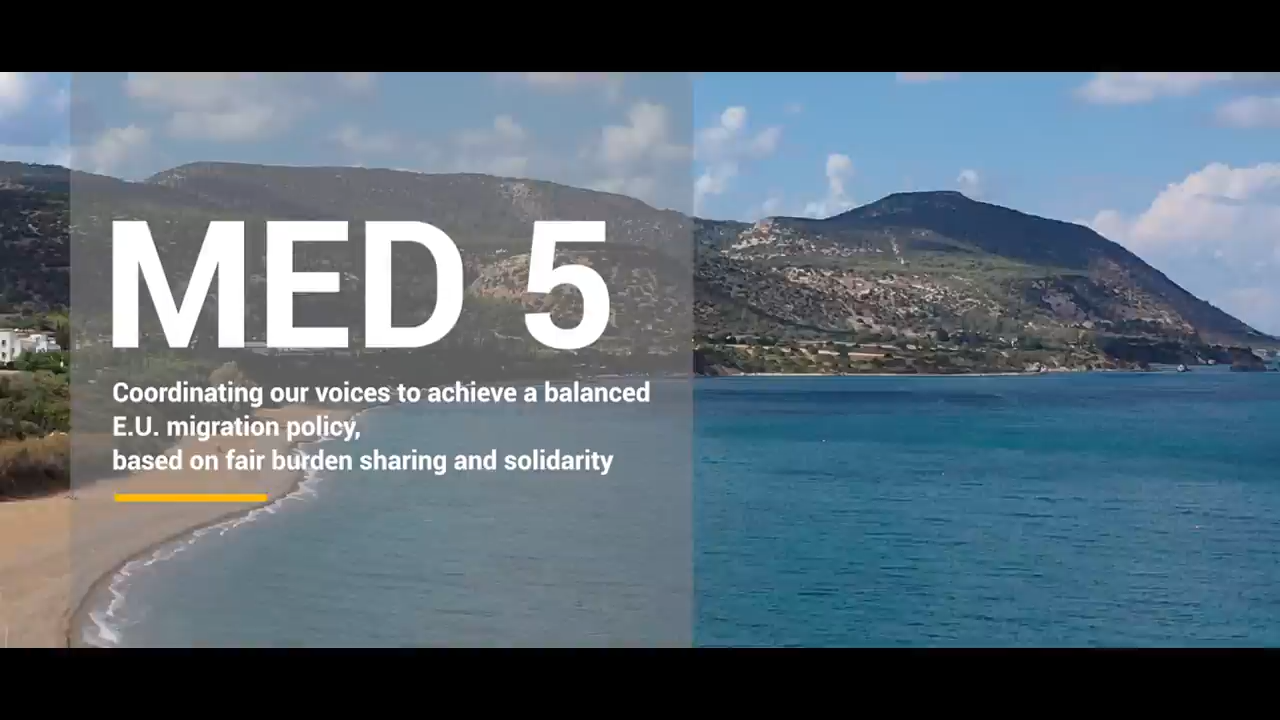 MED 5
Coordinating our voices to achieve a balanced
E.U. migration policy,
based on fair burden sharing and solidarity